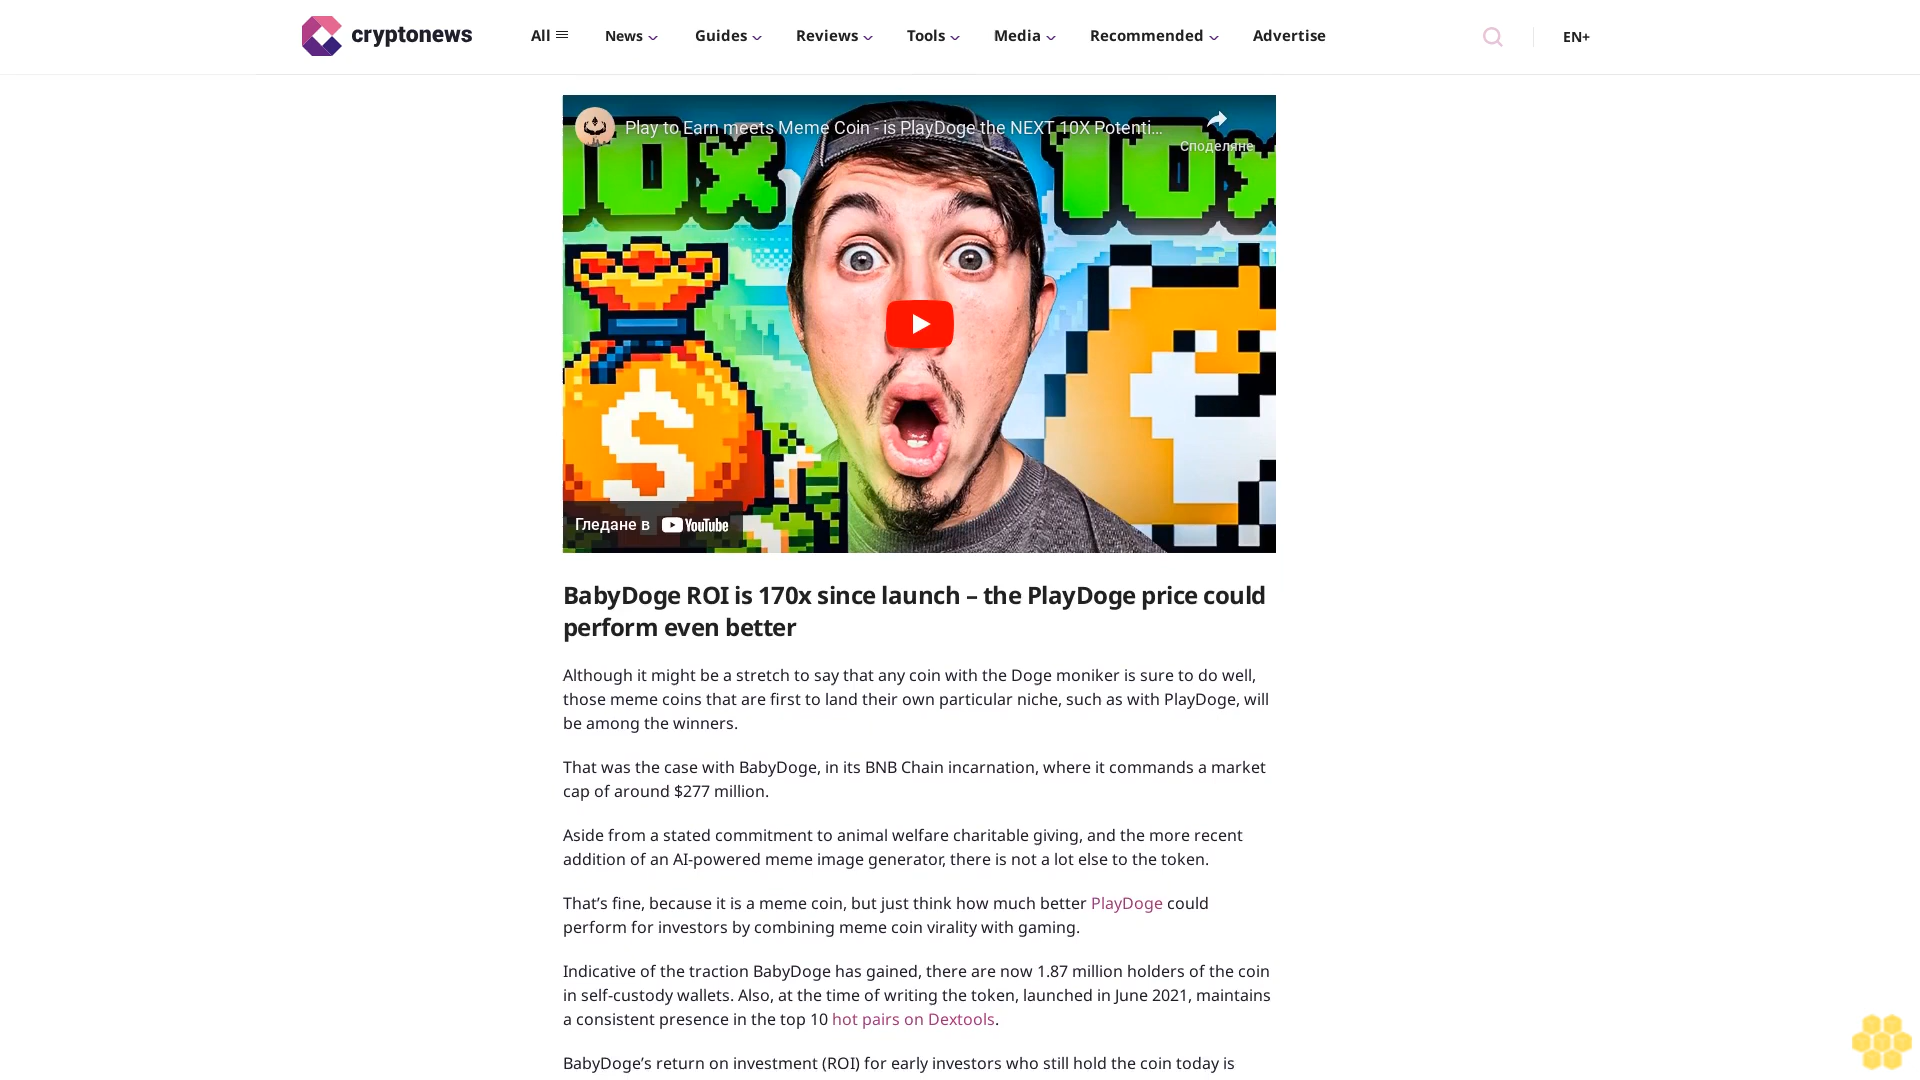 cryptonews
All
News
Guides
Reviews
Tools
Media
Recommended
Advertise
EN+
10x
10x
Play to Earn meets Meme Coin - is PlayDoge the NEXT 10X Potenti...
Споделяне
$
Гледане в YouTube
BabyDoge ROI is 170x since launch – the PlayDoge price could
perform even better
Although it might be a stretch to say that any coin with the Doge moniker is sure to do well,
those meme coins that are first to land their own particular niche, such as with PlayDoge, will
be among the winners.
That was the case with BabyDoge, in its BNB Chain incarnation, where it commands a market
cap of around $277 million.
Aside from a stated commitment to animal welfare charitable giving, and the more recent
addition of an AI-powered meme image generator, there is not a lot else to the token.
That’s fine, because it is a meme coin, but just think how much better PlayDoge could
perform for investors by combining meme coin virality with gaming.
Indicative of the traction BabyDoge has gained, there are now 1.87 million holders of the coin
in self-custody wallets. Also, at the time of writing the token, launched in June 2021, maintains
a consistent presence in the top 10 hot pairs on Dextools.
BabyDoge’s return on investment (ROI) for early investors who still hold the coin today is